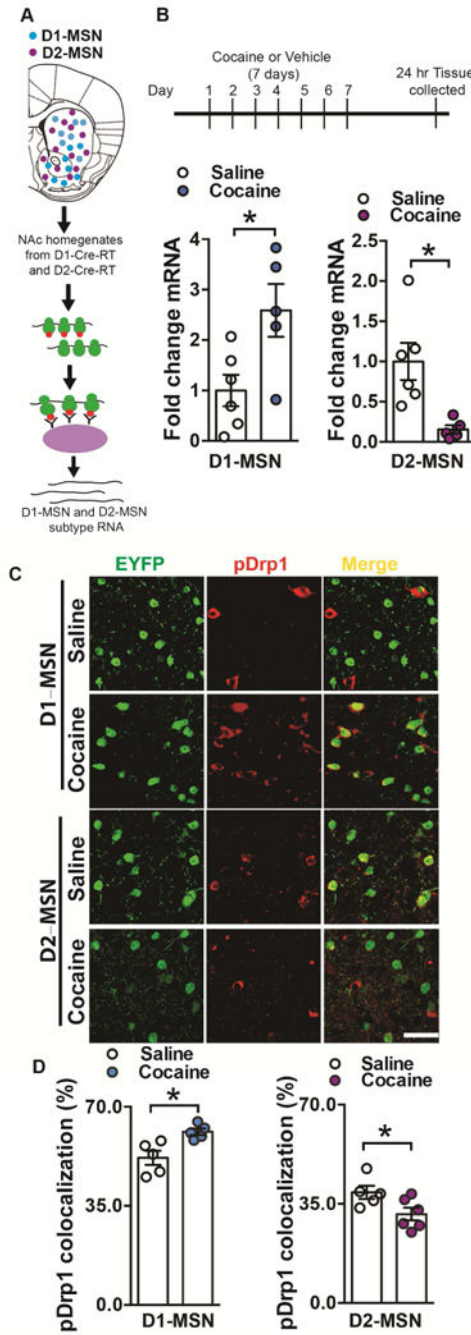 A
D1-MSN
D2-MSN
NAc homegenates
from D1-Cre-RT
and D2-Cre-RT
D1-MSN and D2-MSN
subtype RNA
B
Cocaine or Vehicle
(7 days)
24 hr Tissue
collected
Day
1 2 3 4 5 6 7
Saline
Cocaine
*
Fold change mRNA
4
3
2
1
0
D1-MSN
Saline
Cocaine
*
Fold change mRNA
2.5
2.0
1.5
1.0
0.5
0.0
D2-MSN
C
EYFP pDrp1 Merge
D1-MSN
Saline
Cocaine
D2-MSN
Saline
Cocaine
D
Saline
Cocaine
*
pDrp1 colocalization (%)
70.0
35.0
0.0
D1-MSN
Saline
Cocaine
*
pDrp1 colocalization (%)
70.0
35.0
0.0
D2-MSN